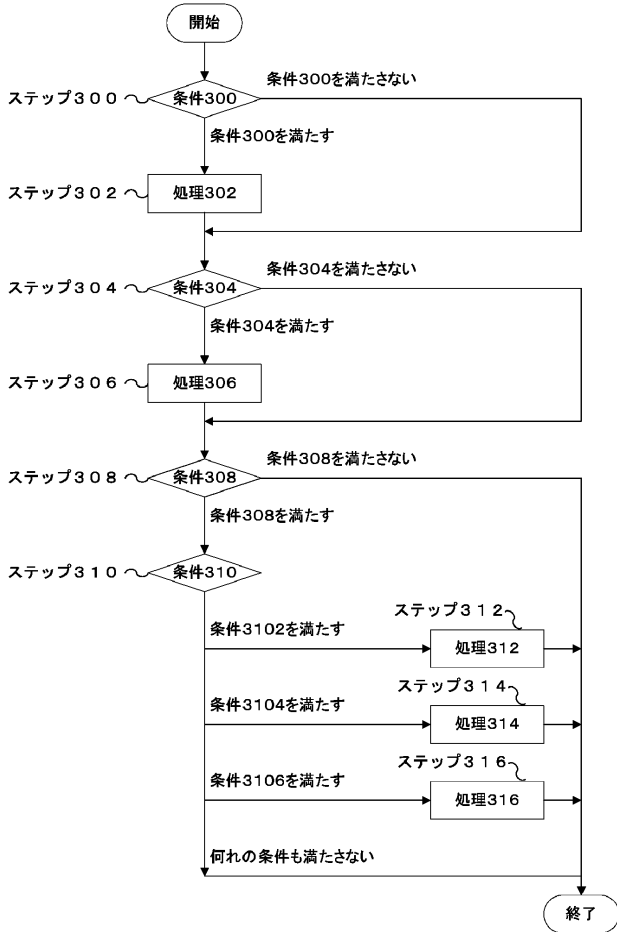 開始
条件300を満たさない
ステップ３００
条件300
条件300を満たす
ステップ３０２
処理302
条件304を満たさない
ステップ３０４
条件304
条件304を満たす
ステップ３０６
処理306
条件308を満たさない
ステップ３０８
条件308
条件308を満たす
ステップ３１０
条件310
ステップ３１２
条件3102を満たす
処理312
ステップ３１４
条件3104を満たす
処理314
ステップ３１６
条件3106を満たす
処理316
何れの条件も満たさない
終了